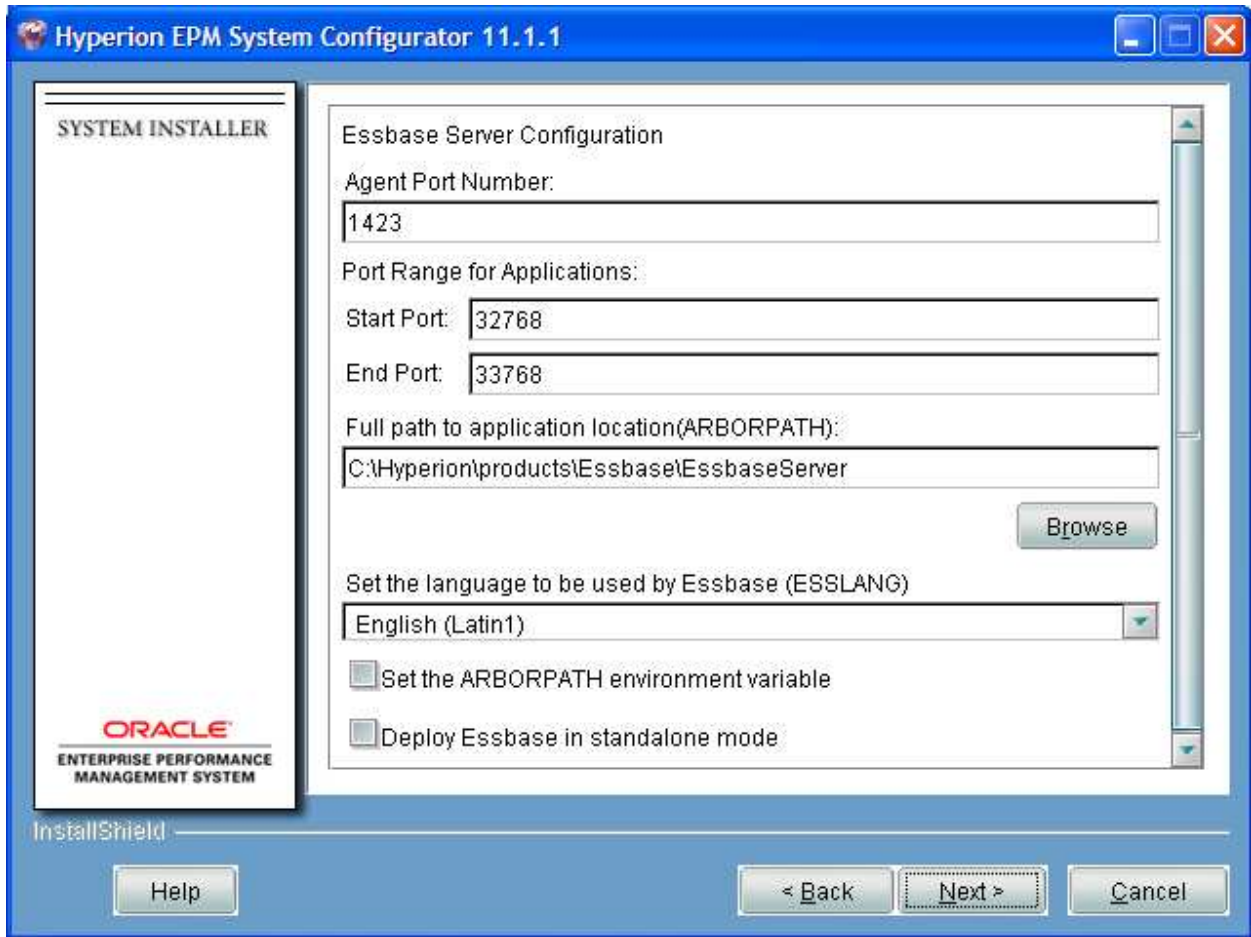 Hyperion EPM System Configurator 11.1.1
SYSTEM INSTALLER
Essbase Server Configuration
Agent Port Number:
1423
Port Range for Applications:
Start Port: 32768
End Port: 33768
Full path to application location(ARBORPATH):
C:\Hyperion\products\Essbase\EssbaseServer
Browse
Set the language to be used by Essbase (ESSLANG)
English (Latin1)
Set the ARBORPATH environment variable
Deploy Essbase in standalone mode
ORACLE
ENTERPRISE PERFORMANCE
MANAGEMENT SYSTEM
InstallShield
Help < Back Next > Cancel